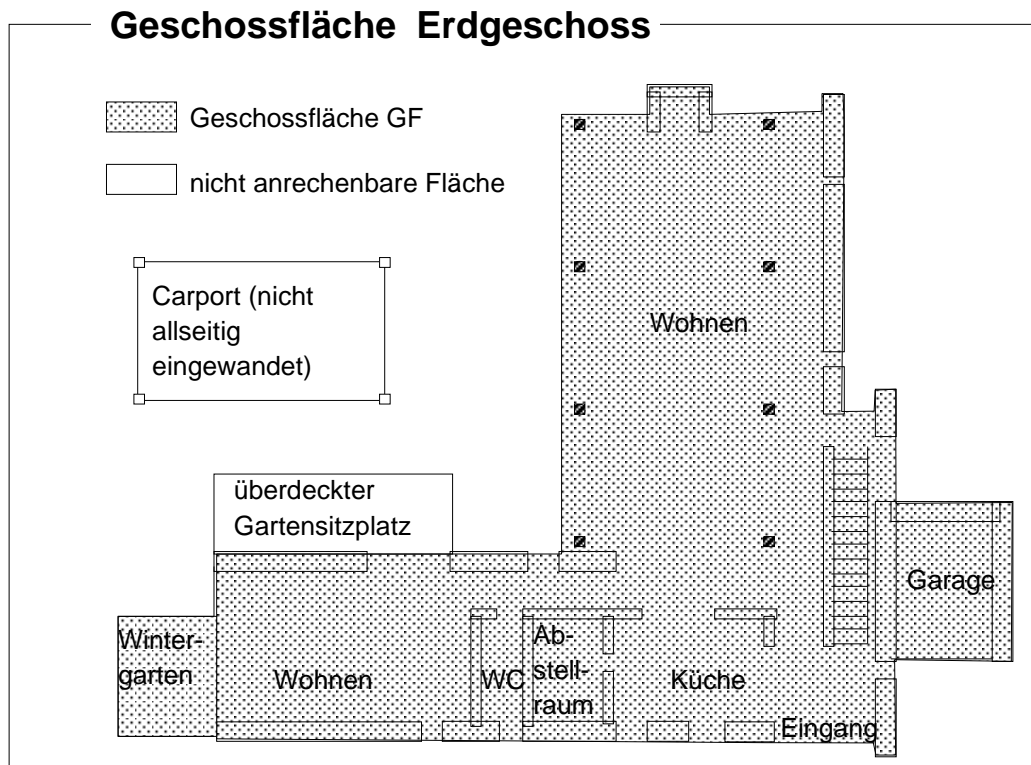 Geschossfläche Erdgeschoss
Geschossfläche GF
nicht anrechenbare Fläche
Carport (nicht
allseitig
eingewandet)
Wohnen
überdeckter
Gartensitzplatz
Garage
Winter-
garten
Wohnen
WC
Ab-
stell-
raum
Küche
Eingang